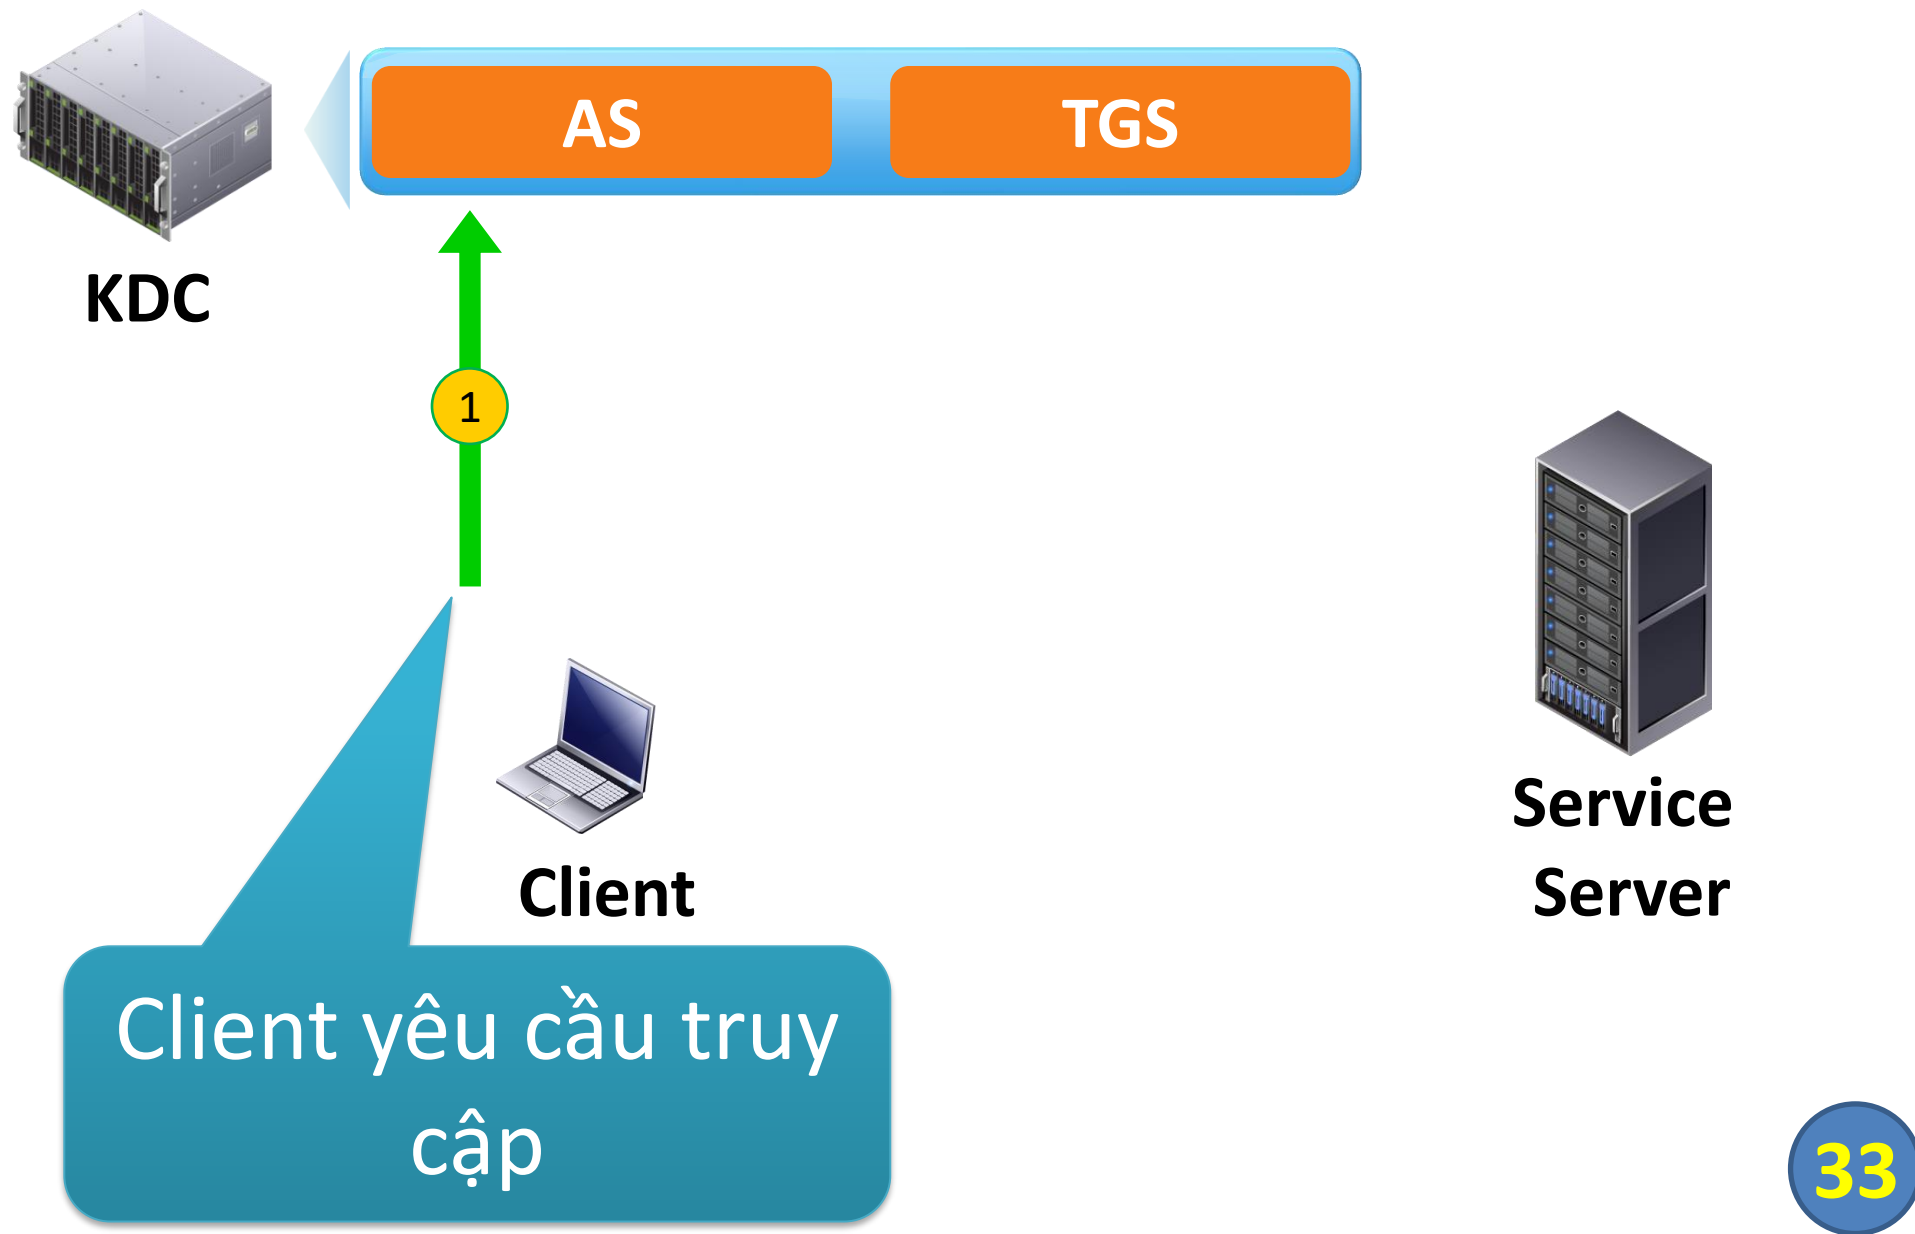 AS
TGS
KDC
1
Service
Server
Client
Client yêu cầu truy
cập
33